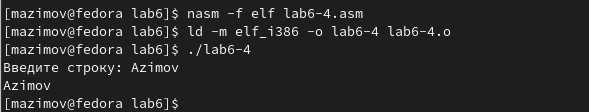 [mazimov@fedora lab6]$ nasm -f elf lab6-4.asm
[mazimov@fedora lab6]$ ld -m elf_i386 -o lab6-4 lab6-4.o
[mazimov@fedora lab6]$ ./lab6-4
Введите строку: Azimov
Azimov
[mazimov@fedora lab6]$